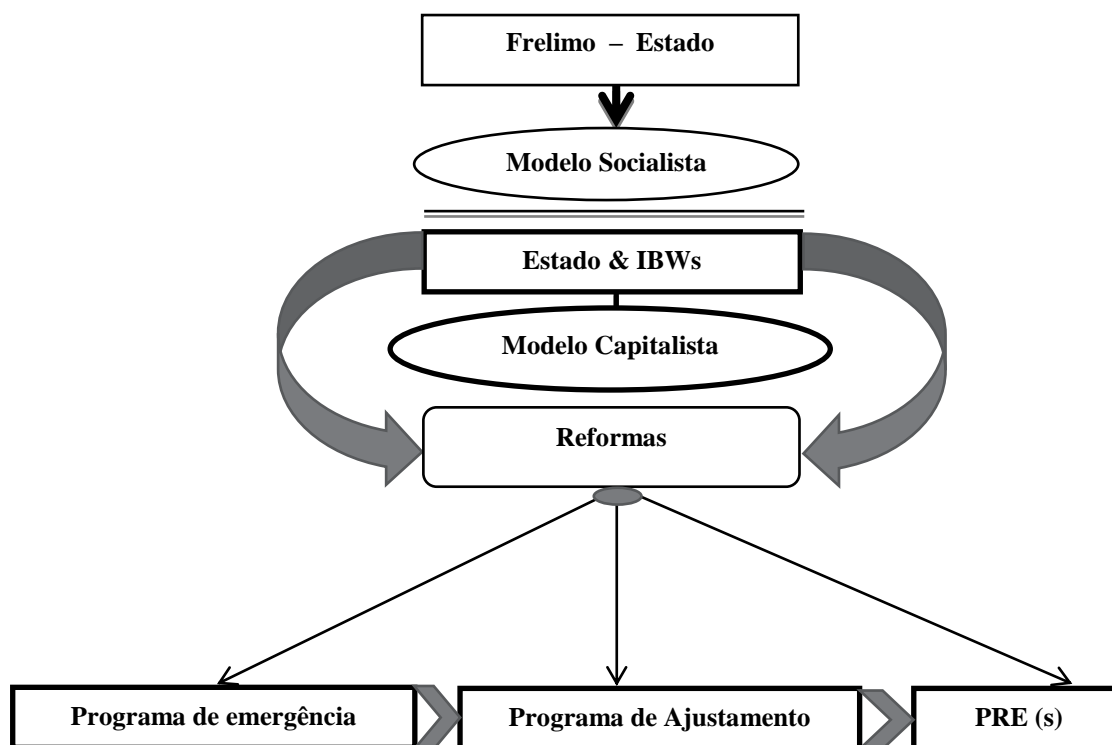 Frelimo – Estado
Modelo Socialista
Estado & IBWs
Modelo Capitalista
Reformas
Programa de emergência
Programa de Ajustamento
PRE (s)